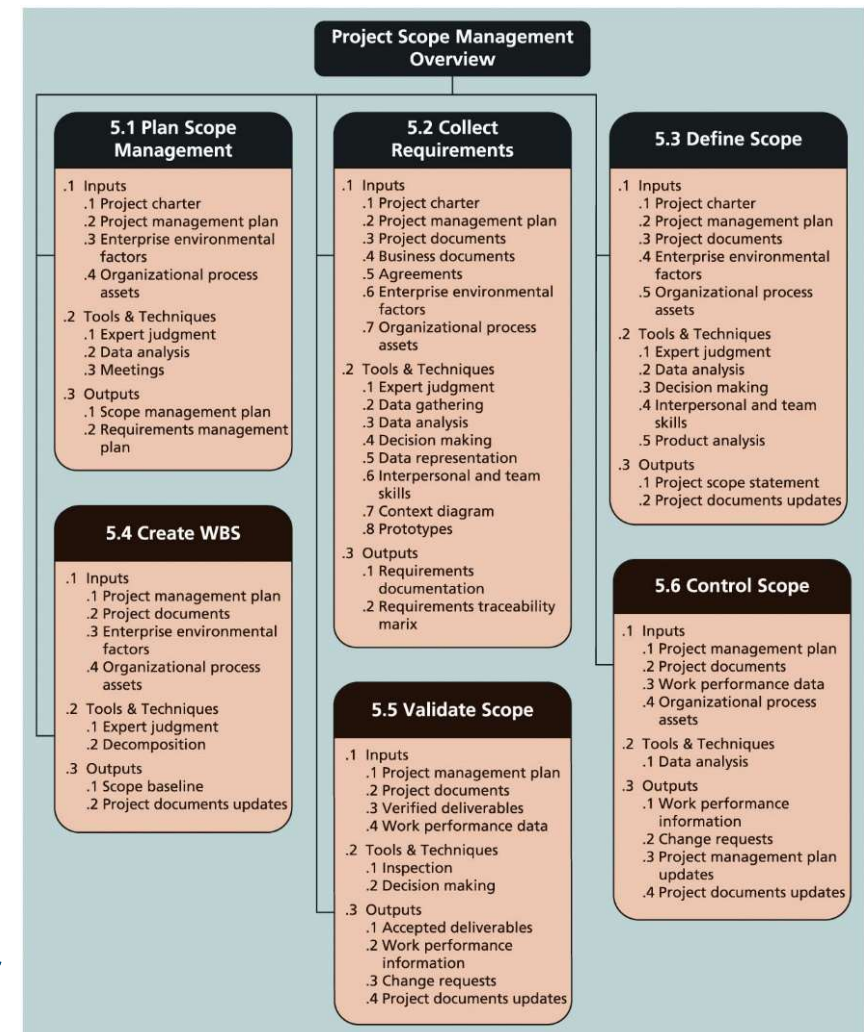 Project Scope Management
Overview
5.1 Plan Scope
Management
.1 Inputs
.1 Project charter
.2 Project management plan
.3 Enterprise environmental
factors
.4 Organizational process
assets
.2 Tools & Techniques
.1 Expert judgment
.2 Data analysis
.3 Meetings
.3 Outputs
.1 Scope management plan
.2 Requirements management
plan
5.2 Collect
Requirements
.1 Inputs
.1 Project charter
.2 Project management plan
.3 Project documents
.4 Business documents
.5 Agreements
.6 Enterprise environmental
factors
.7 Organizational process
assets
.2 Tools & Techniques
.1 Expert judgment
.2 Data gathering
.3 Data analysis
.4 Decision making
.5 Data representation
.6 Interpersonal and team
skills
.7 Context diagram
.8 Prototypes
.3 Outputs
.1 Requirements
documentation
.2 Requirements traceability
marix
5.3 Define Scope
.1 Inputs
.1 Project charter
.2 Project management plan
.3 Project documents
.4 Enterprise environmental
factors
.5 Organizational process
assets
.2 Tools & Techniques
.1 Expert judgment
.2 Data analysis
.3 Decision making
.4 Interpersonal and team
skills
.5 Product analysis
.3 Outputs
.1 Project scope statement
.2 Project documents updates
5.4 Create WBS
.1 Inputs
.1 Project management plan
.2 Project documents
.3 Enterprise environmental
factors
.4 Organizational process
assets
.2 Tools & Techniques
.1 Expert judgment
.2 Decomposition
.3 Outputs
.1 Scope baseline
.2 Project documents updates
5.5 Validate Scope
.1 Inputs
.1 Project management plan
.2 Project documents
.3 Verified deliverables
.4 Work performance data
.2 Tools & Techniques
.1 Inspection
.2 Decision making
.3 Outputs
.1 Accepted deliverables
.2 Work performance
information
.3 Change requests
.4 Project documents updates
5.6 Control Scope
.1 Inputs
.1 Project management plan
.2 Project documents
.3 Work performance data
.4 Organizational process
assets
.2 Tools & Techniques
.1 Data analysis
.3 Outputs
.1 Work performance
information
.2 Change requests
.3 Project management plan
updates
.4 Project documents updates